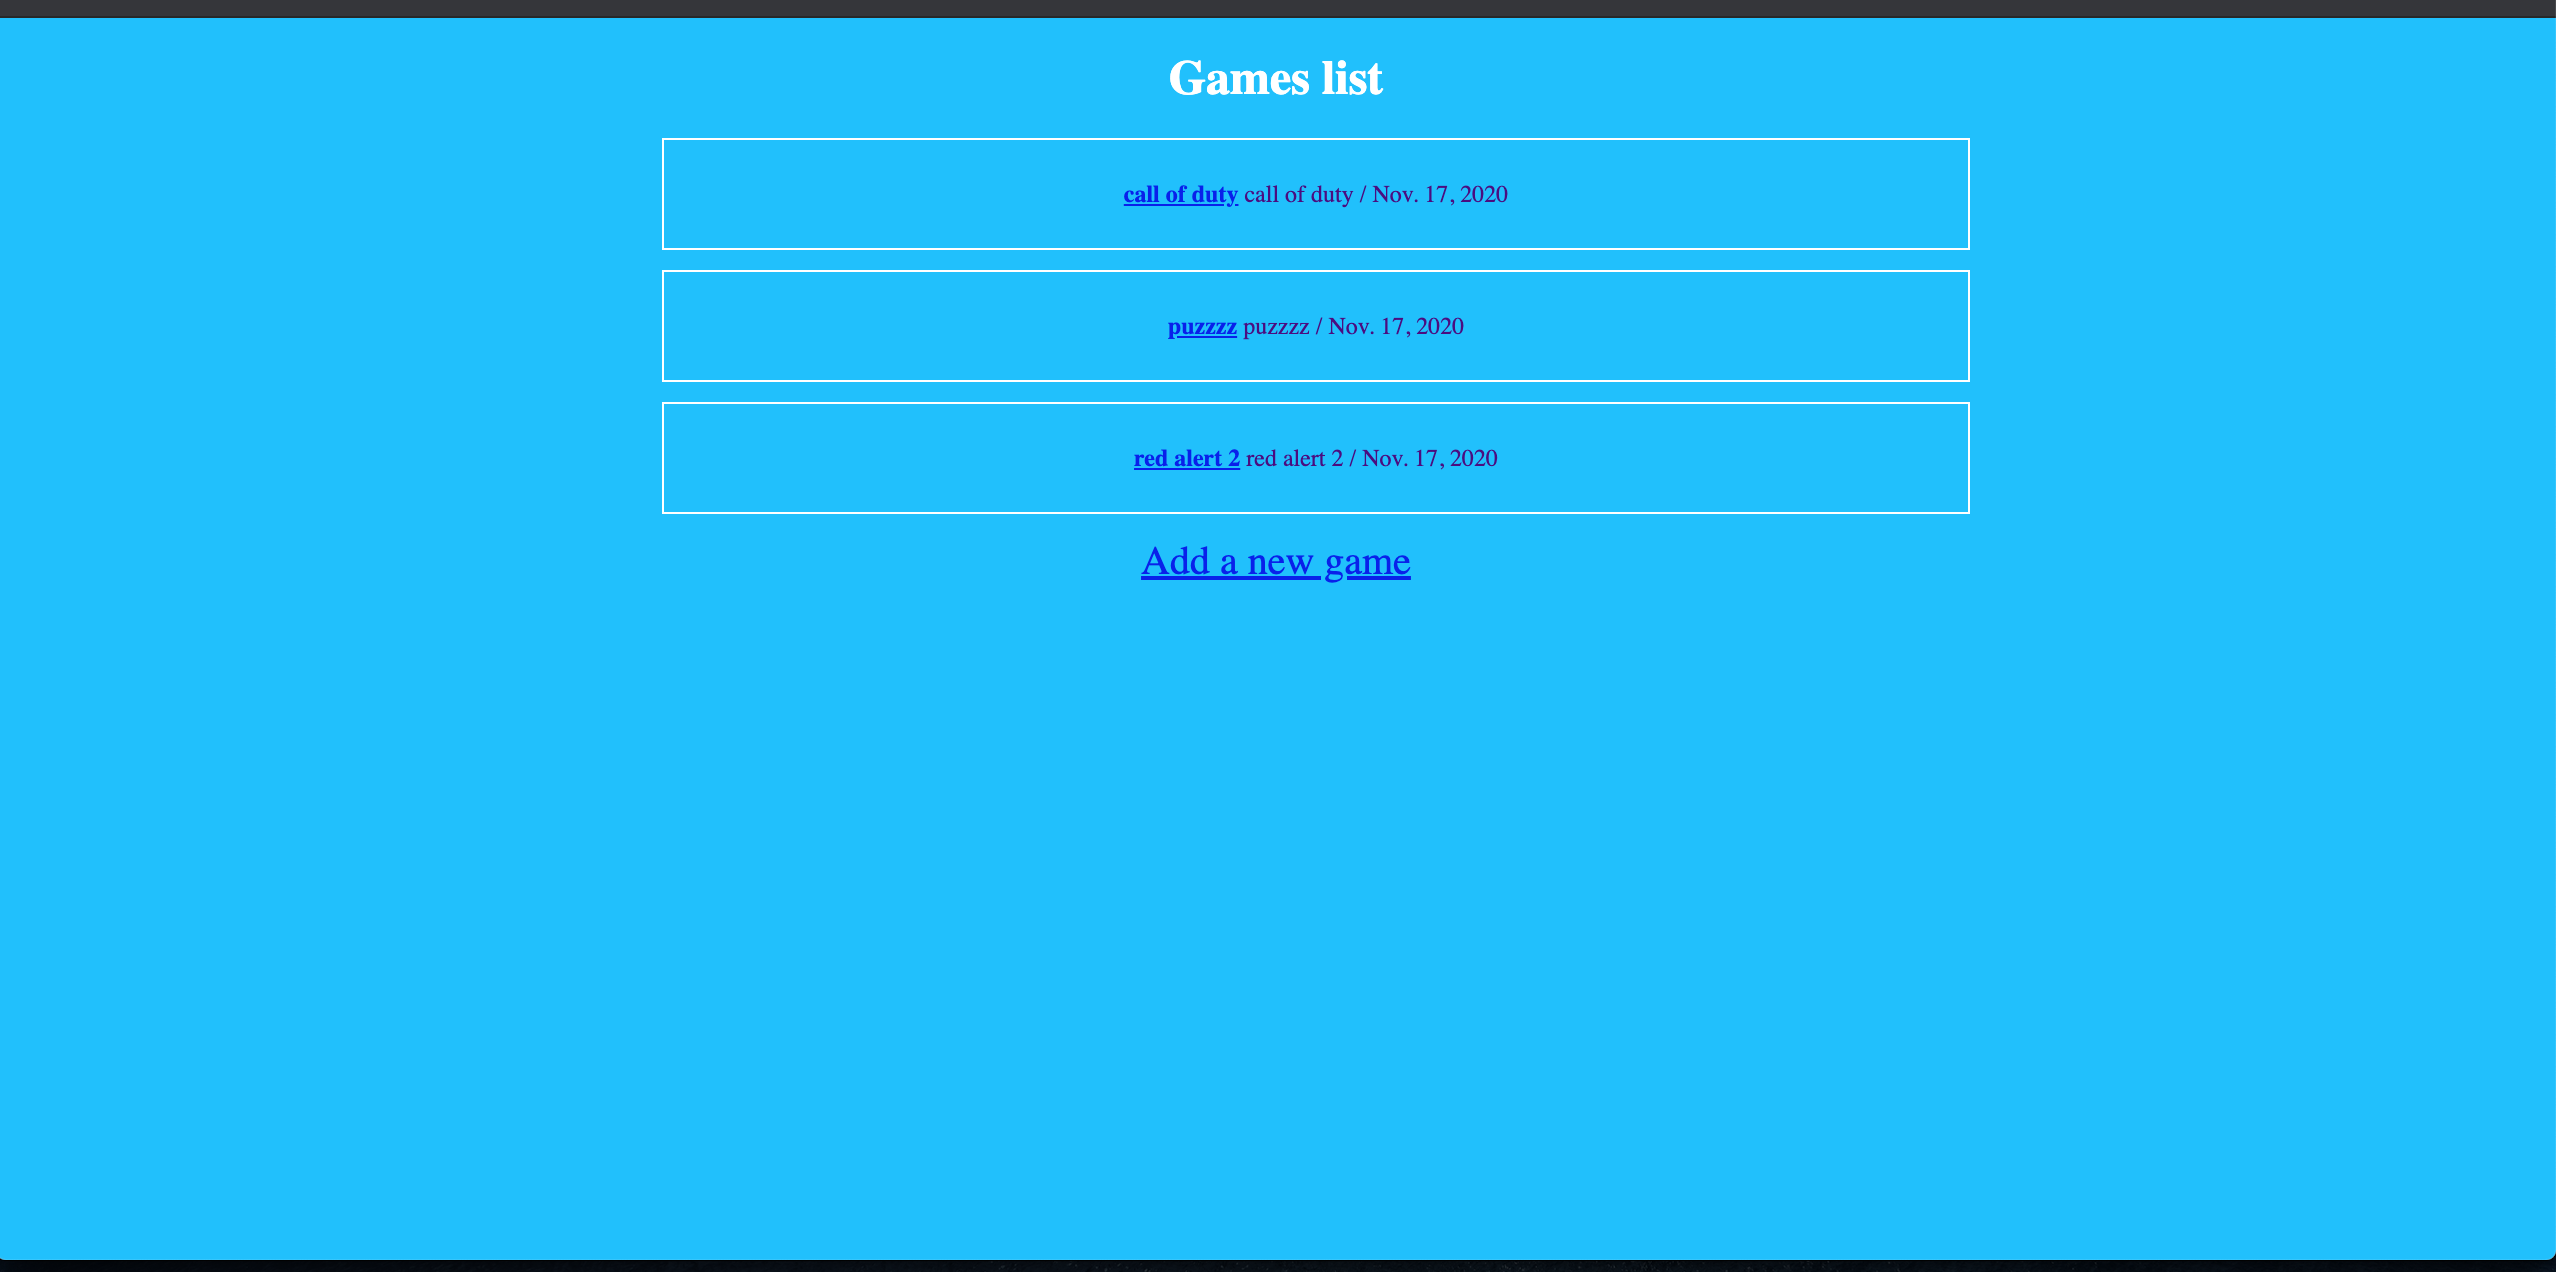 Games list
call of duty call of duty / Nov. 17, 2020
puzzzz puzzzz / Nov. 17, 2020
red alert 2 red alert 2 / Nov. 17, 2020
Add a new game